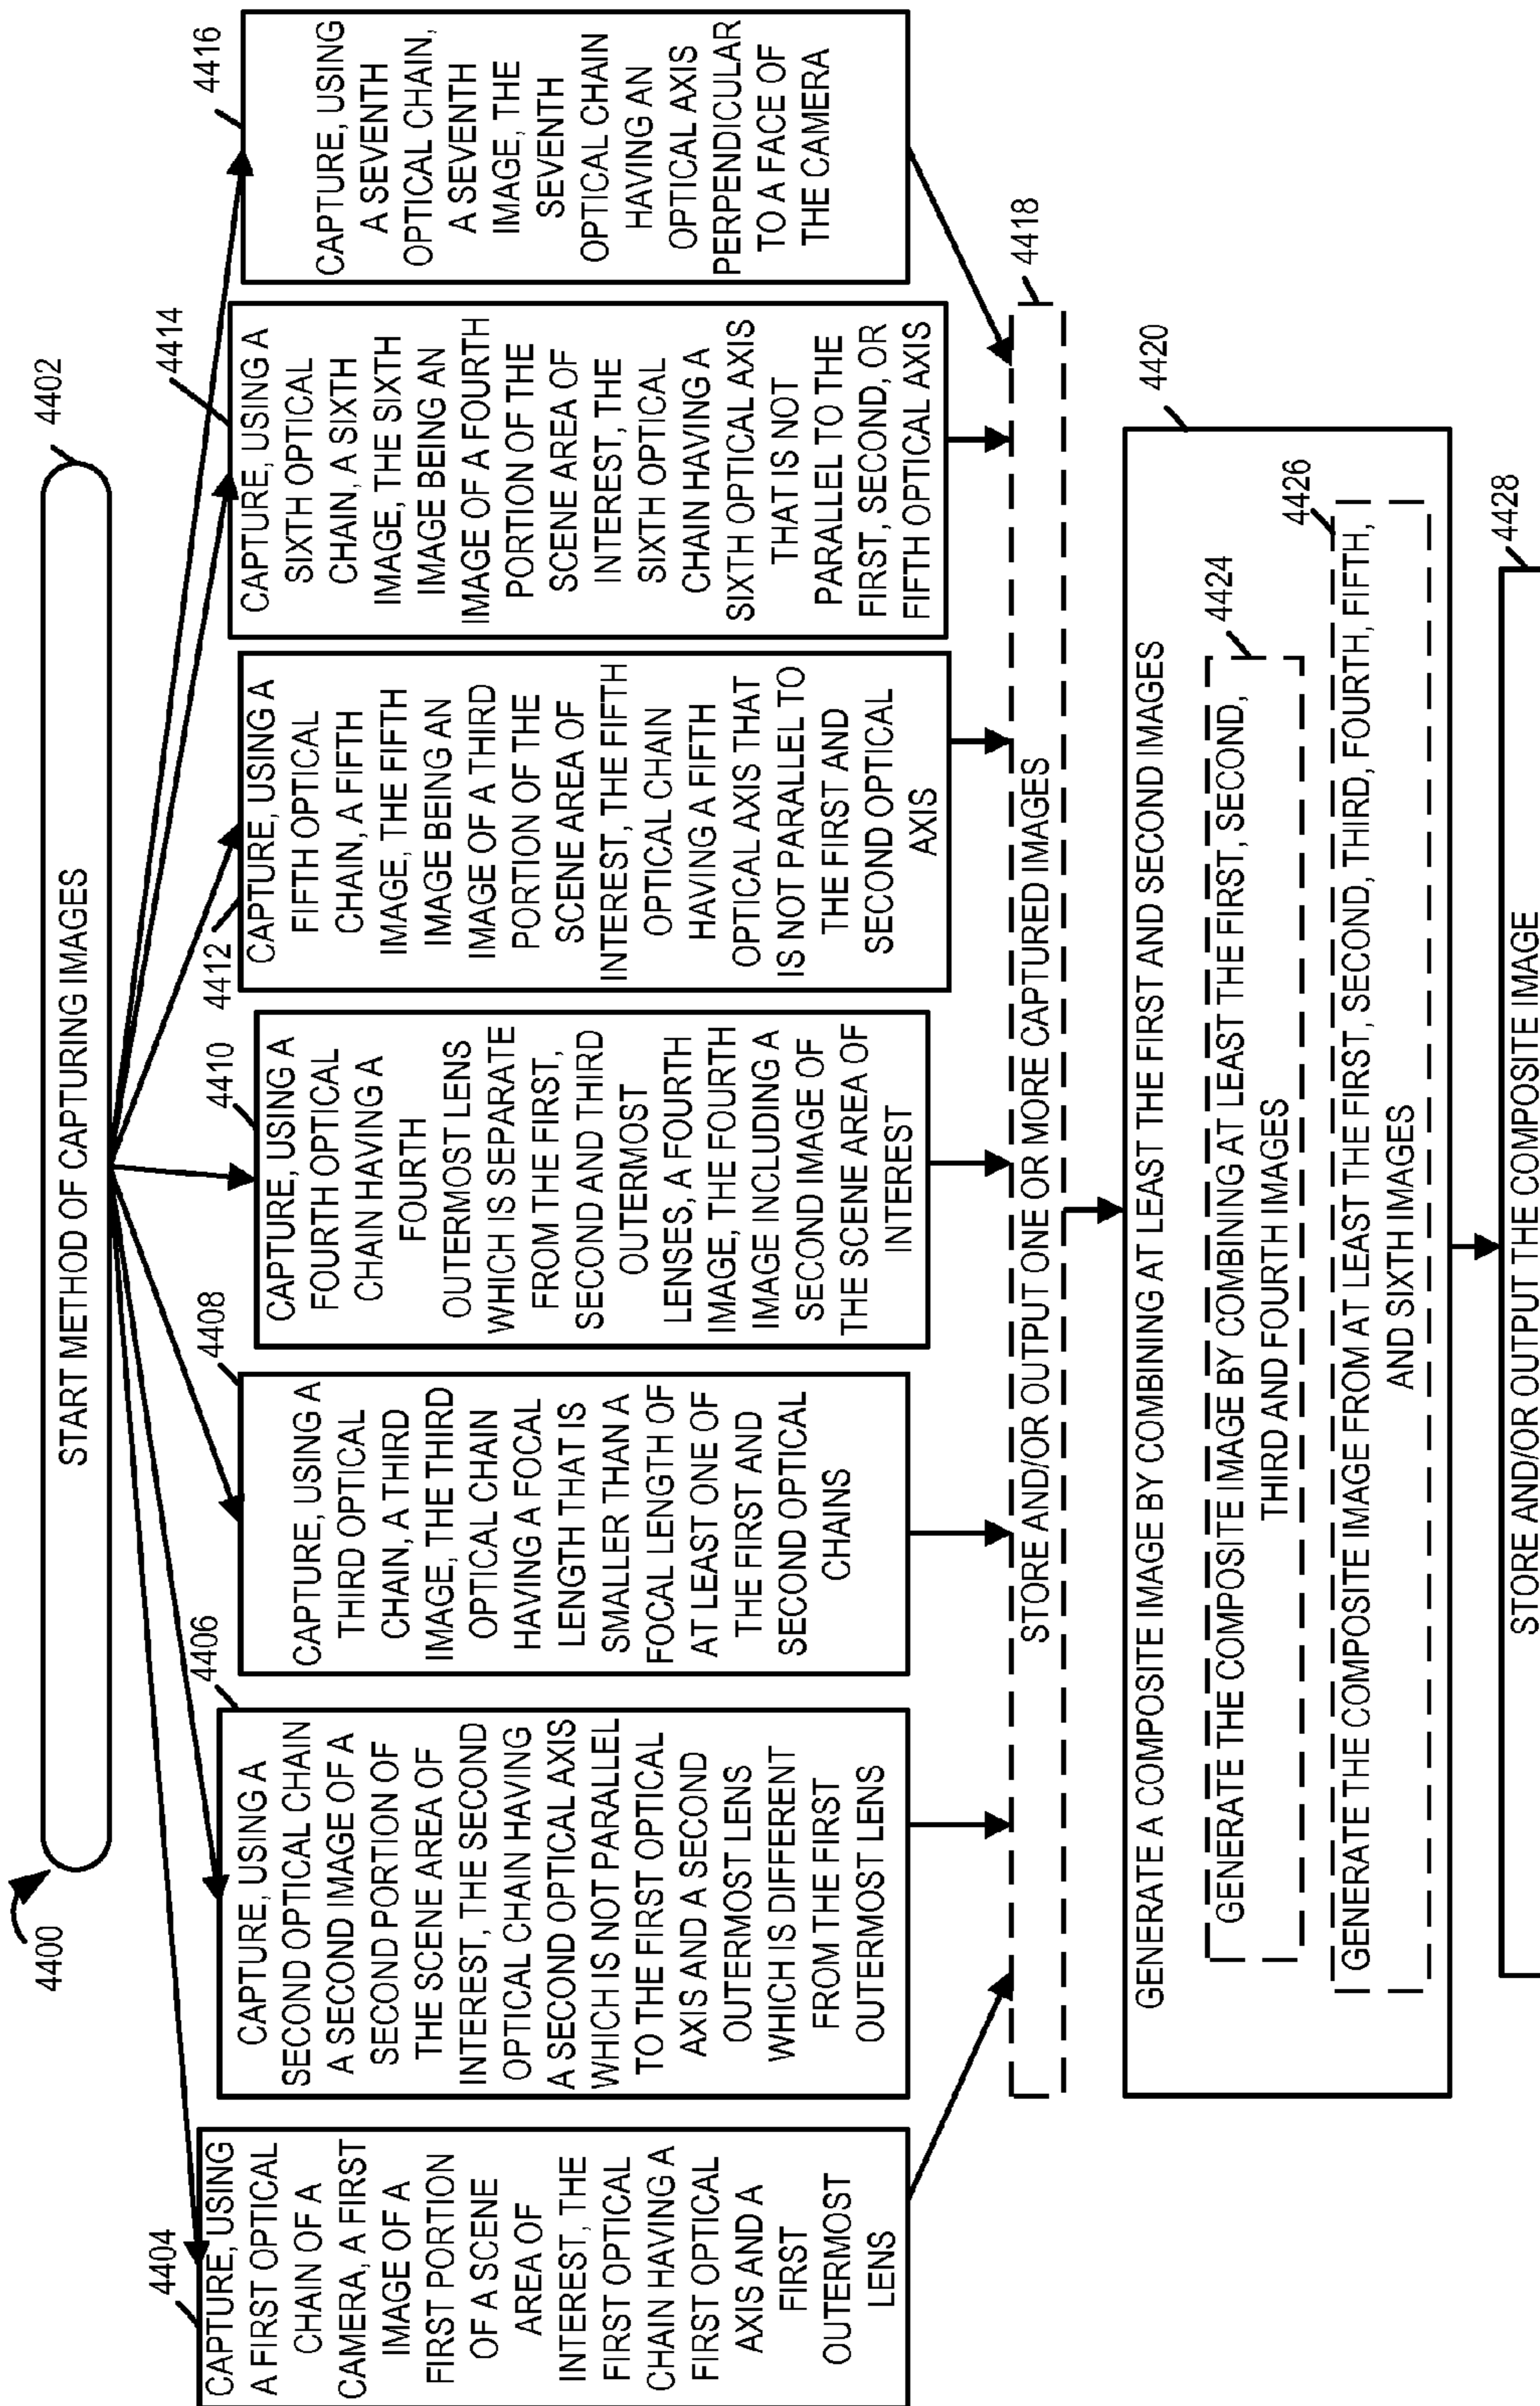 4400
START METHOD OF CAPTURING IMAGES
4402
4404
CAPTURE, USING
A FIRST OPTICAL
CHAIN OF A
CAMERA, A FIRST
IMAGE OF A
FIRST PORTION
OF A SCENE
AREA OF
INTEREST, THE
FIRST OPTICAL
CHAIN HAVING A
FIRST OPTICAL
AXIS AND A
FIRST
OUTERMOST
LENS
4406
CAPTURE, USING A
SECOND OPTICAL CHAIN
A SECOND IMAGE OF A
SECOND PORTION OF
THE SCENE AREA OF
INTEREST, THE SECOND
OPTICAL CHAIN HAVING
A SECOND OPTICAL AXIS
WHICH IS NOT PARALLEL
TO THE FIRST OPTICAL
AXIS AND A SECOND
OUTERMOST LENS
WHICH IS DIFFERENT
FROM THE FIRST
OUTERMOST LENS
4408
CAPTURE, USING A
THIRD OPTICAL
CHAIN, A THIRD
IMAGE, THE THIRD
OPTICAL CHAIN
HAVING A FOCAL
LENGTH THAT IS
SMALLER THAN A
FOCAL LENGTH OF
AT LEAST ONE OF
THE FIRST AND
SECOND OPTICAL
CHAINS
4410
CAPTURE, USING A
FOURTH OPTICAL
CHAIN HAVING A
FOURTH
OUTERMOST LENS
WHICH IS SEPARATE
FROM THE FIRST,
SECOND AND THIRD
OUTERMOST
LENSES, A FOURTH
IMAGE, THE FOURTH
IMAGE INCLUDING A
SECOND IMAGE OF
THE SCENE AREA OF
INTEREST
4412
CAPTURE, USING A
FIFTH OPTICAL
CHAIN, A FIFTH
IMAGE, THE FIFTH
IMAGE BEING AN
IMAGE OF A THIRD
PORTION OF THE
SCENE AREA OF
INTEREST, THE FIFTH
OPTICAL CHAIN
HAVING A FIFTH
OPTICAL AXIS THAT
IS NOT PARALLEL TO
THE FIRST AND
SECOND OPTICAL
AXIS
4414
CAPTURE, USING A
SIXTH OPTICAL
CHAIN, A SIXTH
IMAGE, THE SIXTH
IMAGE BEING AN
IMAGE OF A FOURTH
PORTION OF THE
SCENE AREA OF
INTEREST, THE
SIXTH OPTICAL
CHAIN HAVING A
SIXTH OPTICAL AXIS
THAT IS NOT
PARALLEL TO THE
FIRST, SECOND, OR
FIFTH OPTICAL AXIS
4416
CAPTURE, USING
A SEVENTH
OPTICAL CHAIN,
A SEVENTH
IMAGE, THE
SEVENTH
OPTICAL CHAIN
HAVING AN
OPTICAL AXIS
PERPENDICULAR
TO A FACE OF
THE CAMERA
4418
STORE AND/OR OUTPUT ONE OR MORE CAPTURED IMAGES
4420
GENERATE A COMPOSITE IMAGE BY COMBINING AT LEAST THE FIRST AND SECOND IMAGES
4424
GENERATE THE COMPOSITE IMAGE BY COMBINING AT LEAST THE FIRST, SECOND,
THIRD AND FOURTH IMAGES
4426
GENERATE THE COMPOSITE IMAGE FROM AT LEAST THE FIRST, SECOND, THIRD, FOURTH, FIFTH,
AND SIXTH IMAGES
4428
STORE AND/OR OUTPUT THE COMPOSITE IMAGE